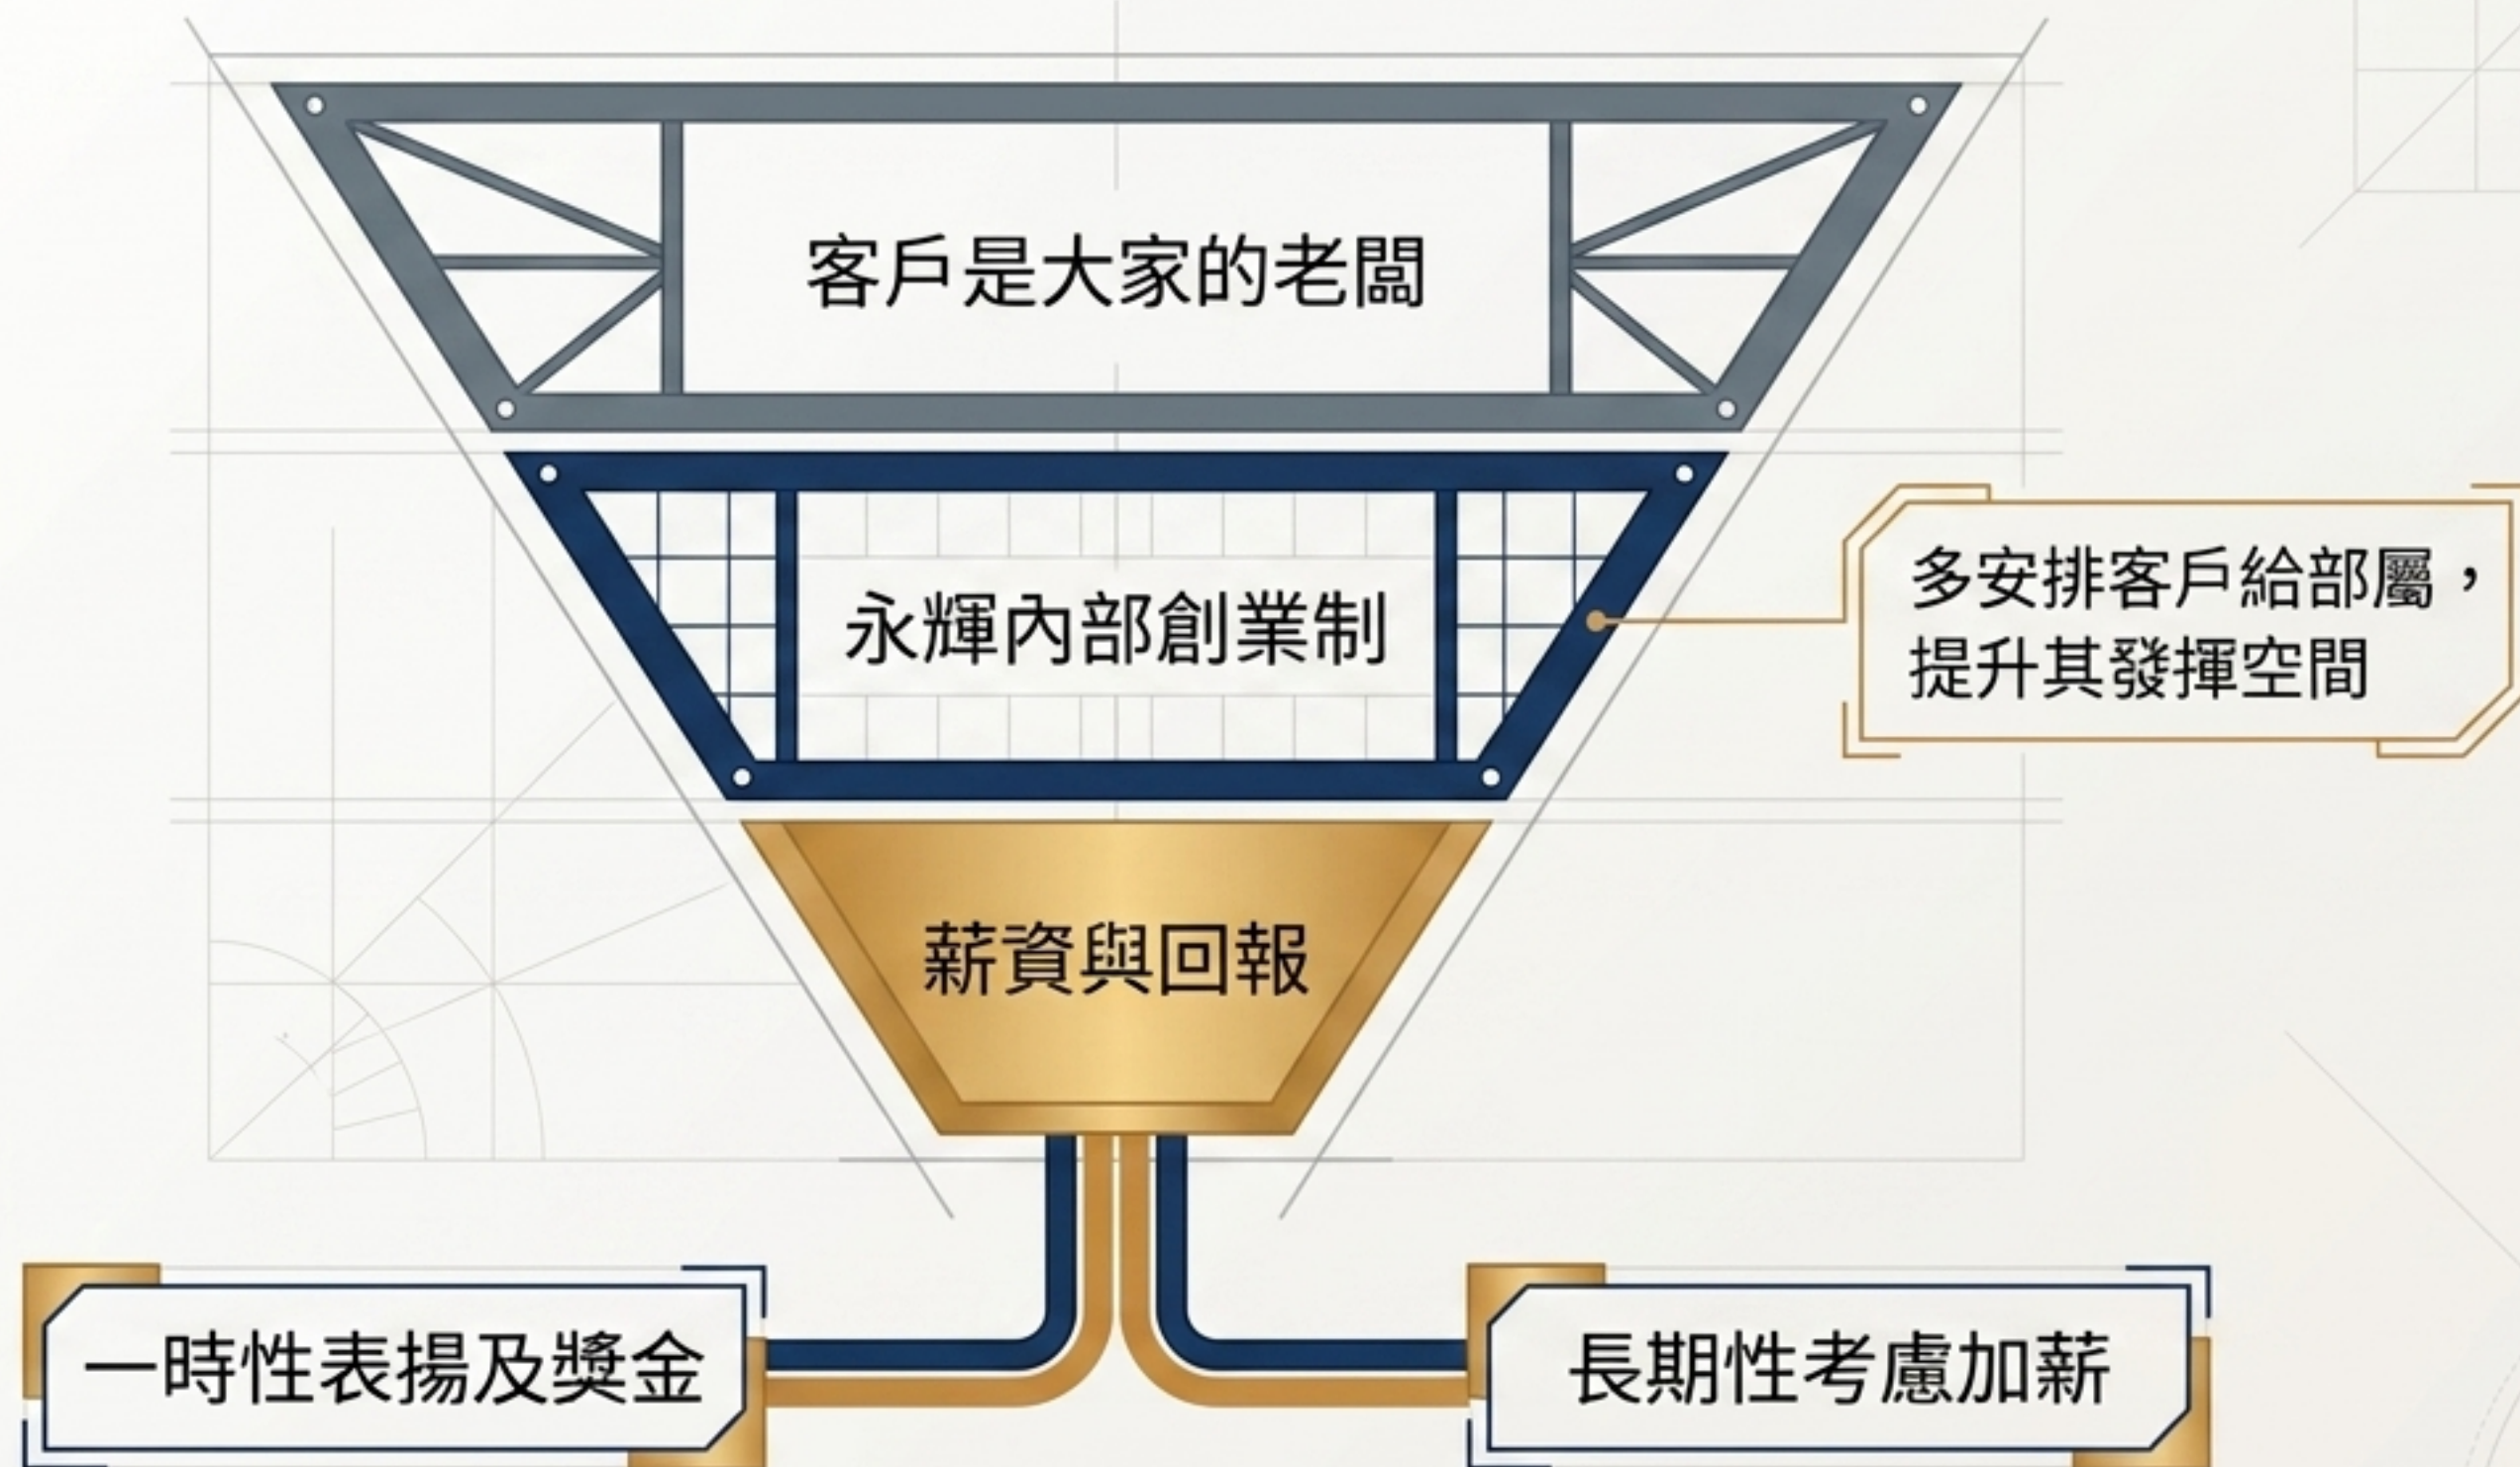 客戶是大家的老闆
永輝內部創業制
多安排客戶給部屬，
提升其發揮空間
薪資與回報
一時性表揚及獎金
長期性考慮加薪